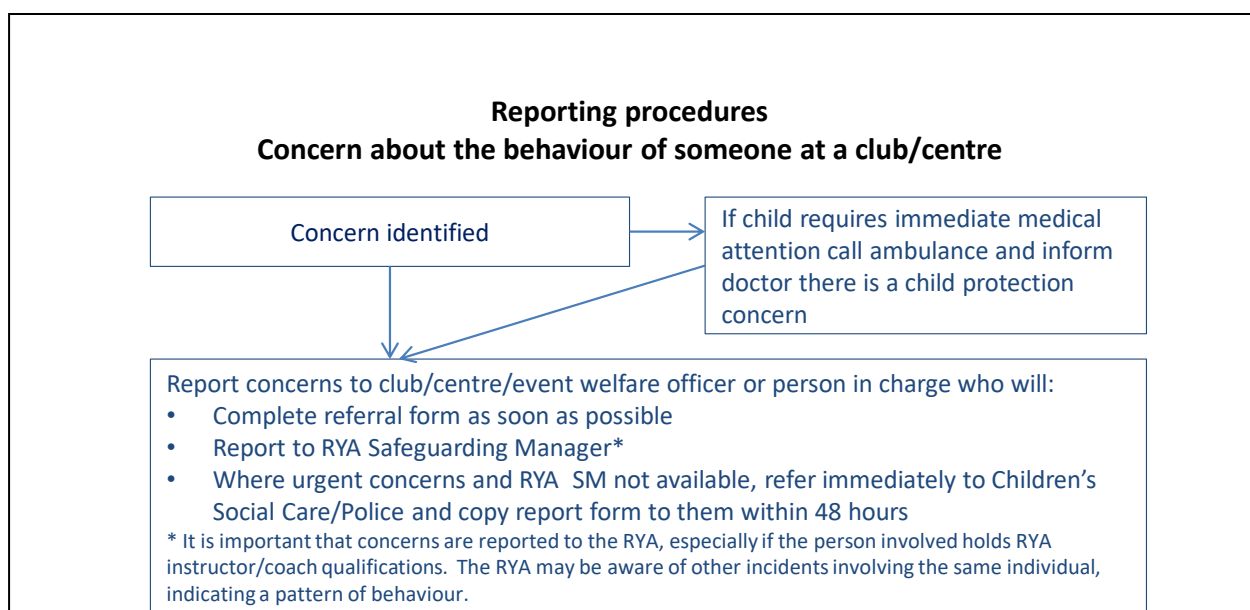 Reporting procedures
Concern about the behaviour of someone at a club/centre
Concern identified
If child requires immediate medical
attention call ambulance and inform
doctor there is a child protection
concern
Report concerns to club/centre/event welfare officer or person in charge who will:
• Complete referral form as soon as possible
• Report to RYA Safeguarding Manager*
• Where urgent concerns and RYA  SM not available, refer immediately to Children’s
Social Care/Police and copy report form to them within 48 hours
* It is important that concerns are reported to the RYA, especially if the person involved holds RYA
instructor/coach qualifications.  The RYA may be aware of other incidents involving the same individual,
indicating a pattern of behaviour.